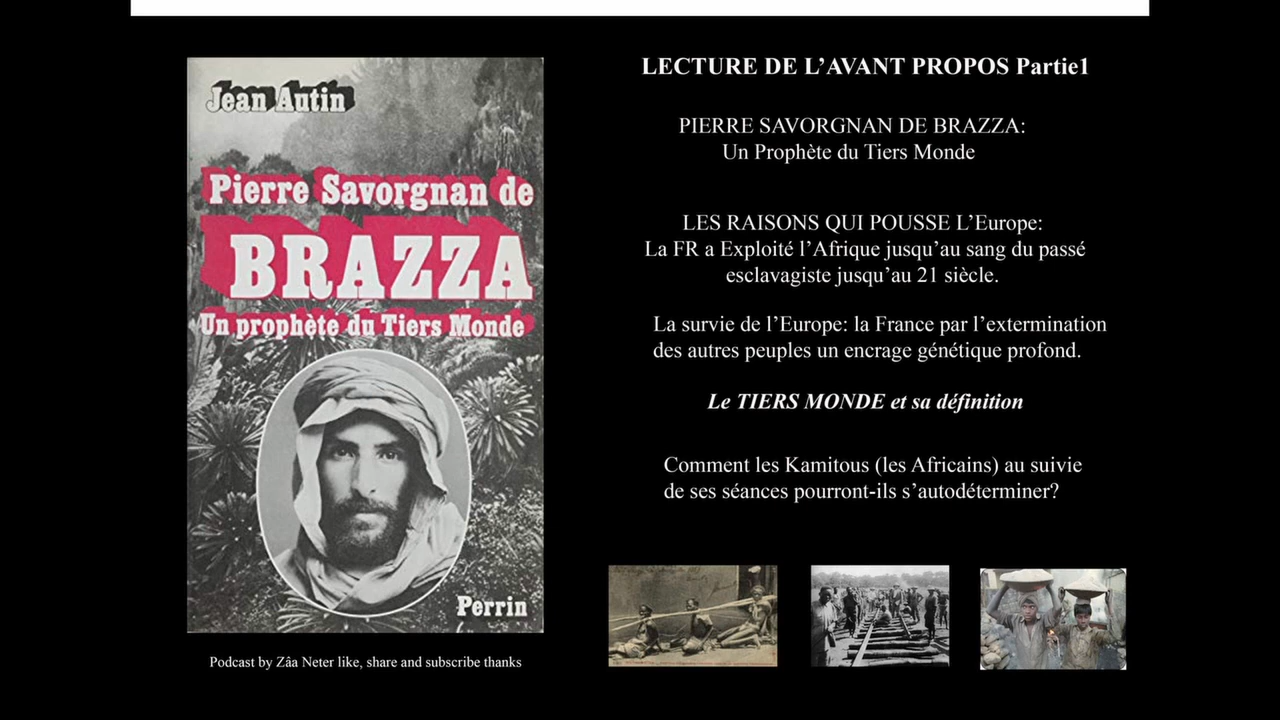 Jean Autin
Pierre Savorgnan de
BRAZZA
Un prophète du Tiers Monde
Perrin
Podcast by Zâa Neter like, share and subscribe thanks
LECTURE DE L’AVANT PROPOS Partie1
PIERRE SAVORGNAN DE BRAZZA:
Un Prophète du Tiers Monde
LES RAISONS QUI POUSSE L’Europe:
La FR a Exploité l’Afrique jusqu’au sang du passé
esclavagiste jusqu’au 21 siècle.
La survie de l’Europe: la France par l’extermination
des autres peuples un encrage génétique profond.
Le TIERS MONDE et sa définition
Comment les Kamitous (les Africains) au suivie
de ses séances pourront-ils s’autodéterminer?